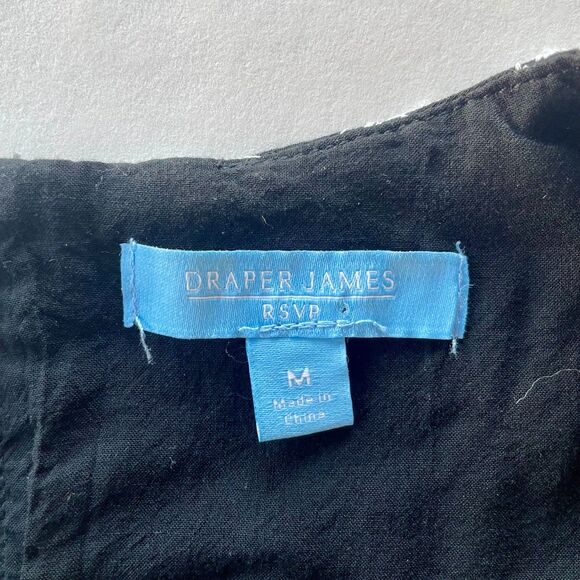 DRAPER JAMES
RSVP
M
Made in
China